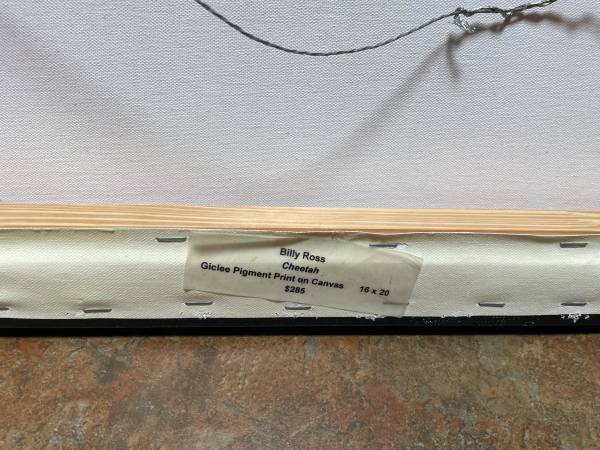 Billy Ross
Cheetah
Giclee Pigment Print on Canvas 16 x 20
$285